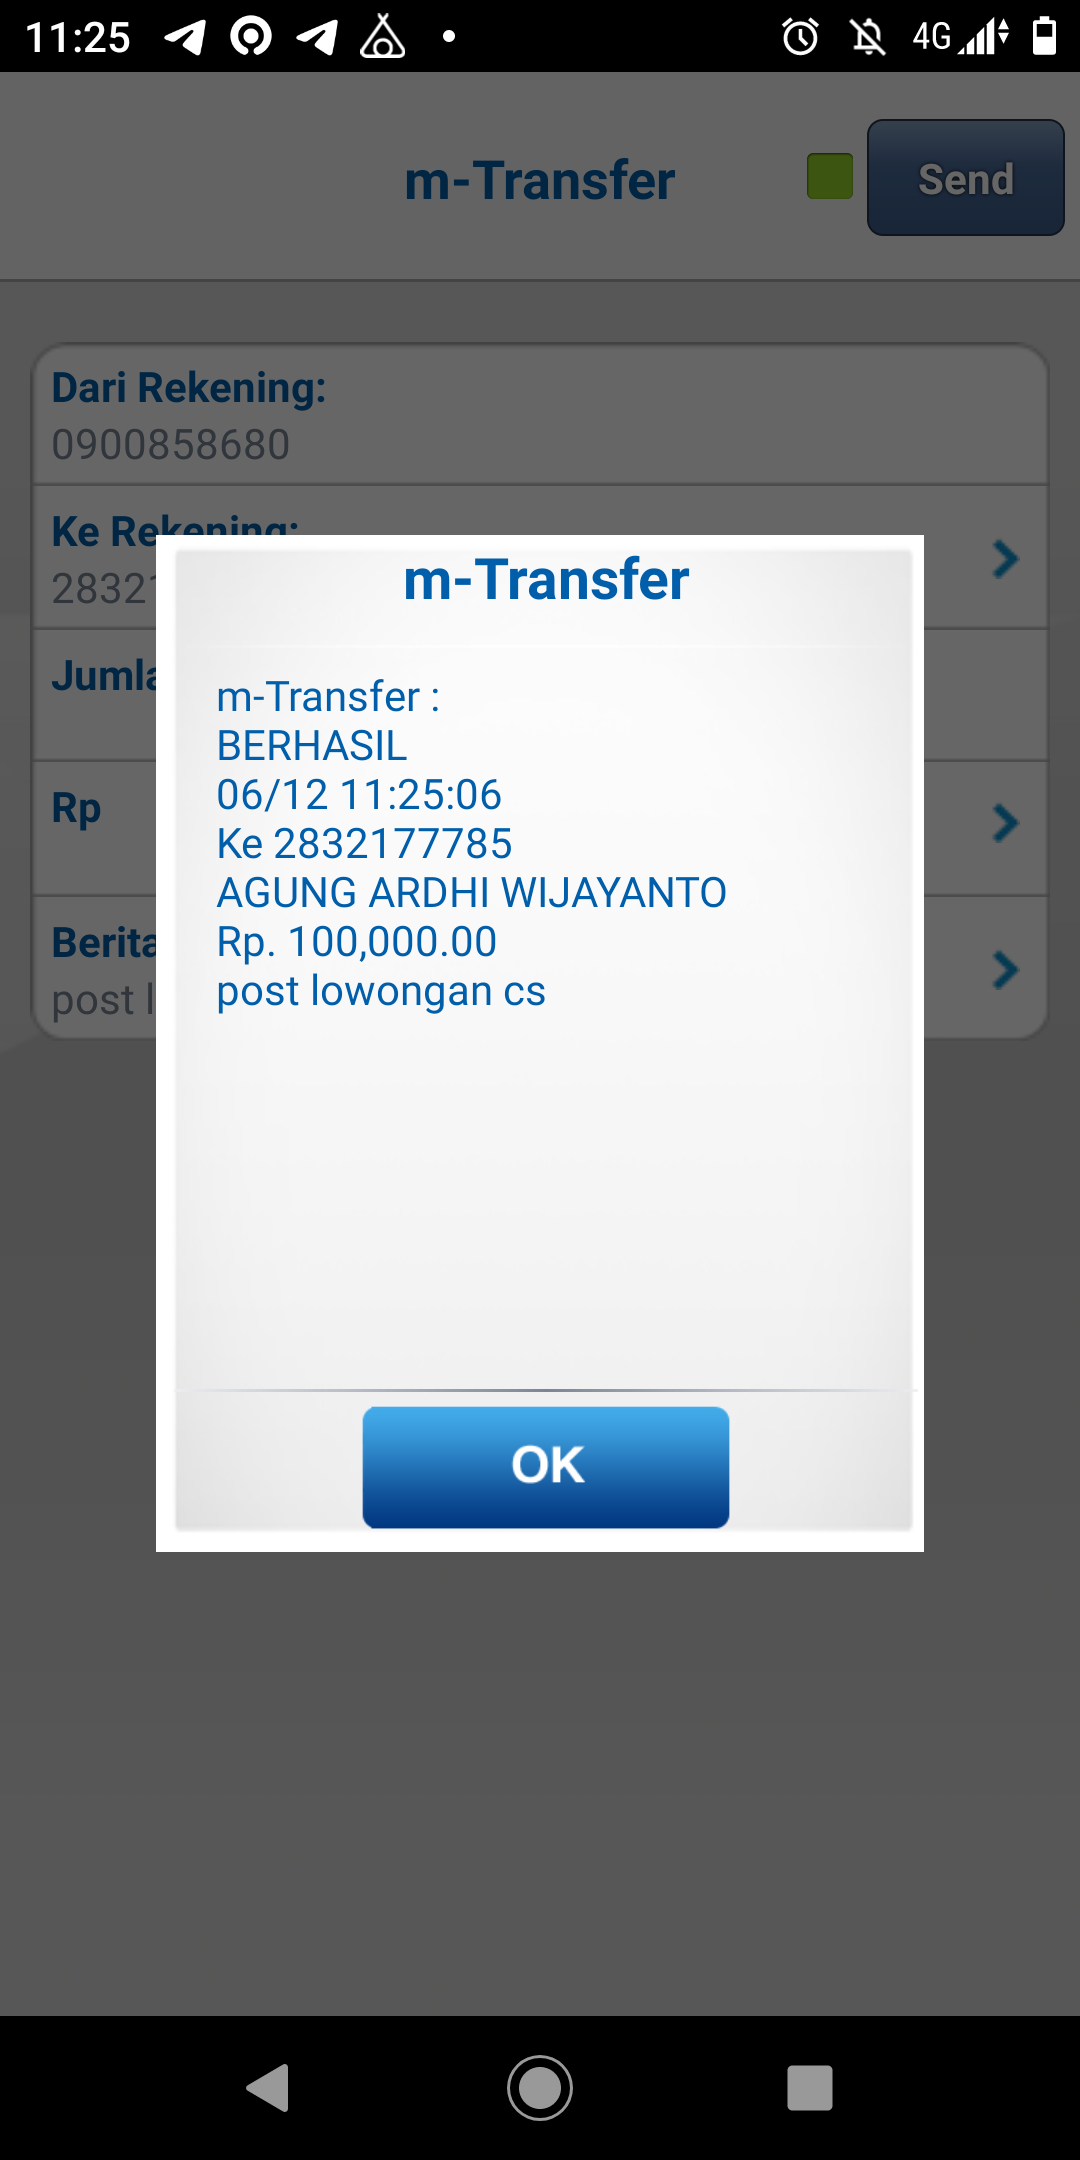 11:25
4G
m-Transfer
Send
Dari Rekening:
0900858680
Ke Rekening:
28321
Jumla
Rp
Berita
post l
m-Transfer
m-Transfer :
BERHASIL
06/12 11:25:06
Ke 2832177785
AGUNG ARDHI WIJAYANTO
Rp. 100,000.00
post lowongan cs
OK